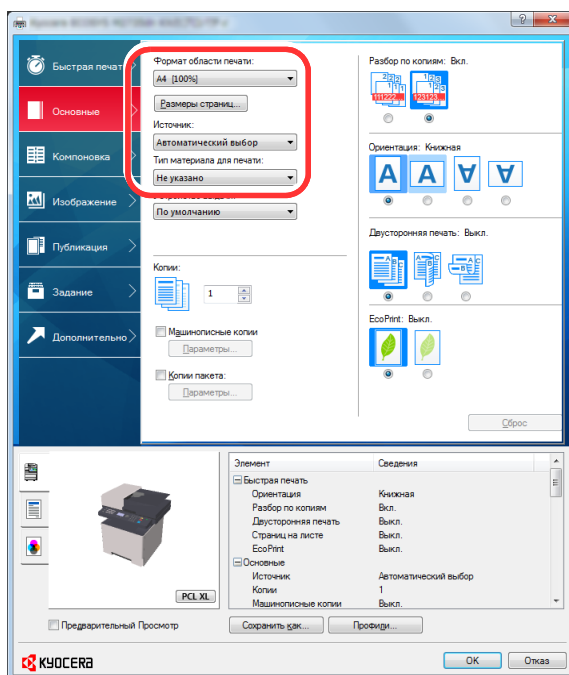 Быстрая печат
Основные
Компоновка
Изображение
Публикация
Задание
Дополнительно
Формат области печати:
A4 [100%]
Размеры страниц...
Источник:
Автоматический выбор
Тип материала для печати:
Не указано
По умолчанию
Копии:
1
Машинописные копии
Параметры...
Копии пакета:
Параметры...
Разбор по копиям: Вкл.
111222
123123
Ориентация: Книжная
A A A A
Двусторонняя печать: Выкл.
EcoPrint: Выкл.
Сброс
Элемент Сведения
Быстрая печать
Ориентация Книжная
Разбор по копиям Вкл.
Двусторонняя печать Выкл.
Страниц на листе Выкл.
EcoPrint Выкл.
Основные
Источник Автоматический выбор
Копии 1
Машинописные копии Выкл.
PCL XL
Предварительный Просмотр
Сохранить как...
Профили...
KYOCERA
OK
Отказ